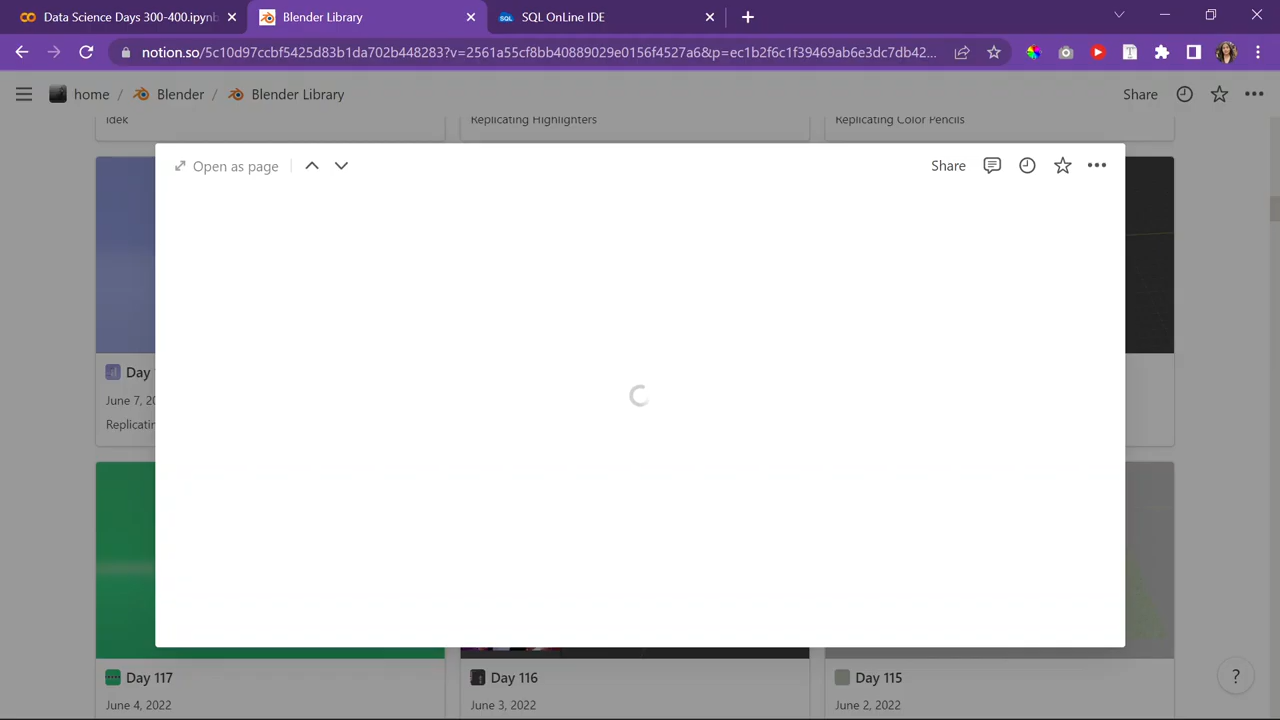 Data Science Days 300-400.ipynb
Blender Library
SQL OnLine IDE
notion.so/5c10d97ccbf5425d83b1da702b448283?v=2561a55cf8bb40889029e0156f4527a6&p=ec1b2f6c1f39469ab6e3dc7db42...
home / Blender / Blender Library
Share
Idek
Replicating Highlighters
Replicating Color Pencils
Open as page
Share
Day
June 7, 20
Replicatin
Day 117
June 4, 2022
Day 116
June 3, 2022
Day 115
June 2, 2022
?